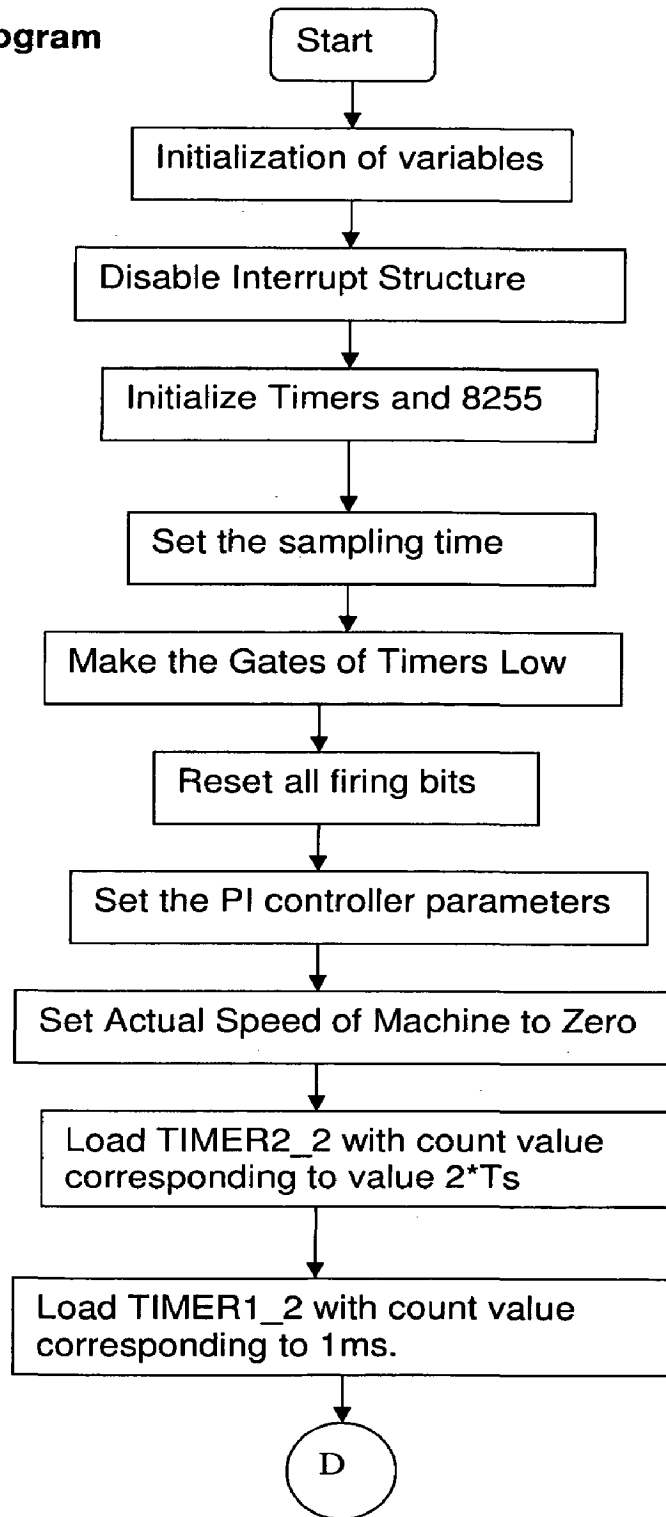 ogram
Start
Initialization of variables
Disable Interrupt Structure
Initialize Timers and 8255
Set the sampling time
Make the Gates of Timers Low
Reset all firing bits
Set the PI controller parameters
Set Actual Speed of Machine to Zero
Load TIMER2_2 with count value
corresponding to value 2*Ts
Load TIMER1_2 with count value
corresponding to 1ms.
D